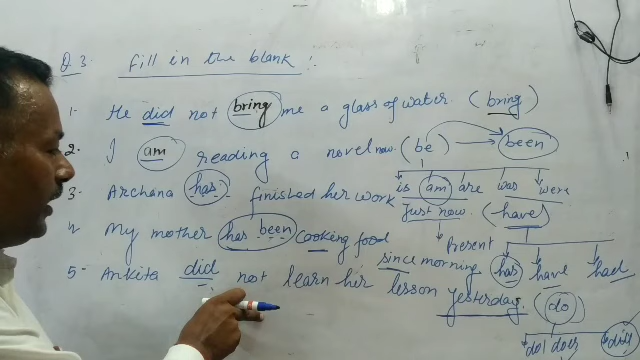 Q.3. Fill in the blank :-
1- He did not bring me a glass of water. (bring)
2- I am reading a novel now. (be → been
is am are was were
3- Archana has finished her work Just now. (have)
Present has have had
4- My mother has been cooking food since morning
5- Ankita did not learn her lesson yesterday. (do
do does did